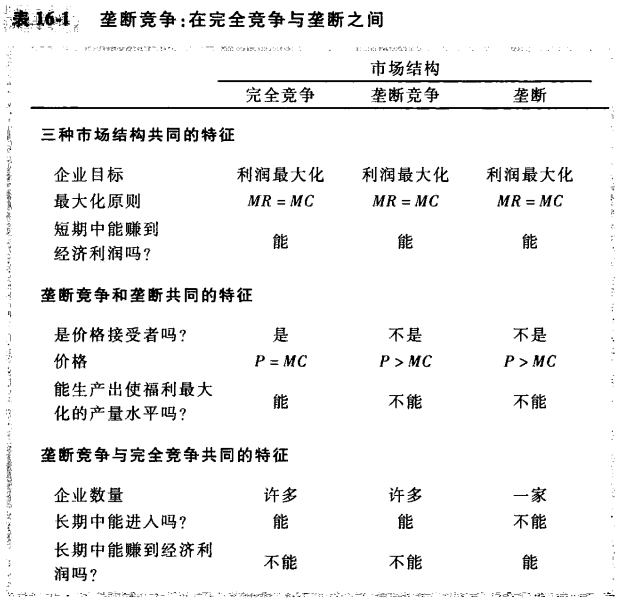 表 16-1 垄断竞争:在完全竞争与垄断之间
市场结构
完全竞争 垄断竞争 垄断
三种市场结构共同的特征
企业目标 利润最大化 利润最大化 利润最大化
最大化原则 MR = MC MR = MC MR = MC
短期中能赚到
经济利润吗? 能 能 能
垄断竞争和垄断共同的特征
是价格接受者吗? 是 不是 不是
价格 P = MC P > MC P > MC
能生产出使福利最大
化的产量水平吗? 能 不能 不能
垄断竞争与完全竞争共同的特征
企业数量 许多 许多 一家
长期中能进入吗? 能 能 不能
长期中能赚到经济利
润吗? 不能 不能 能